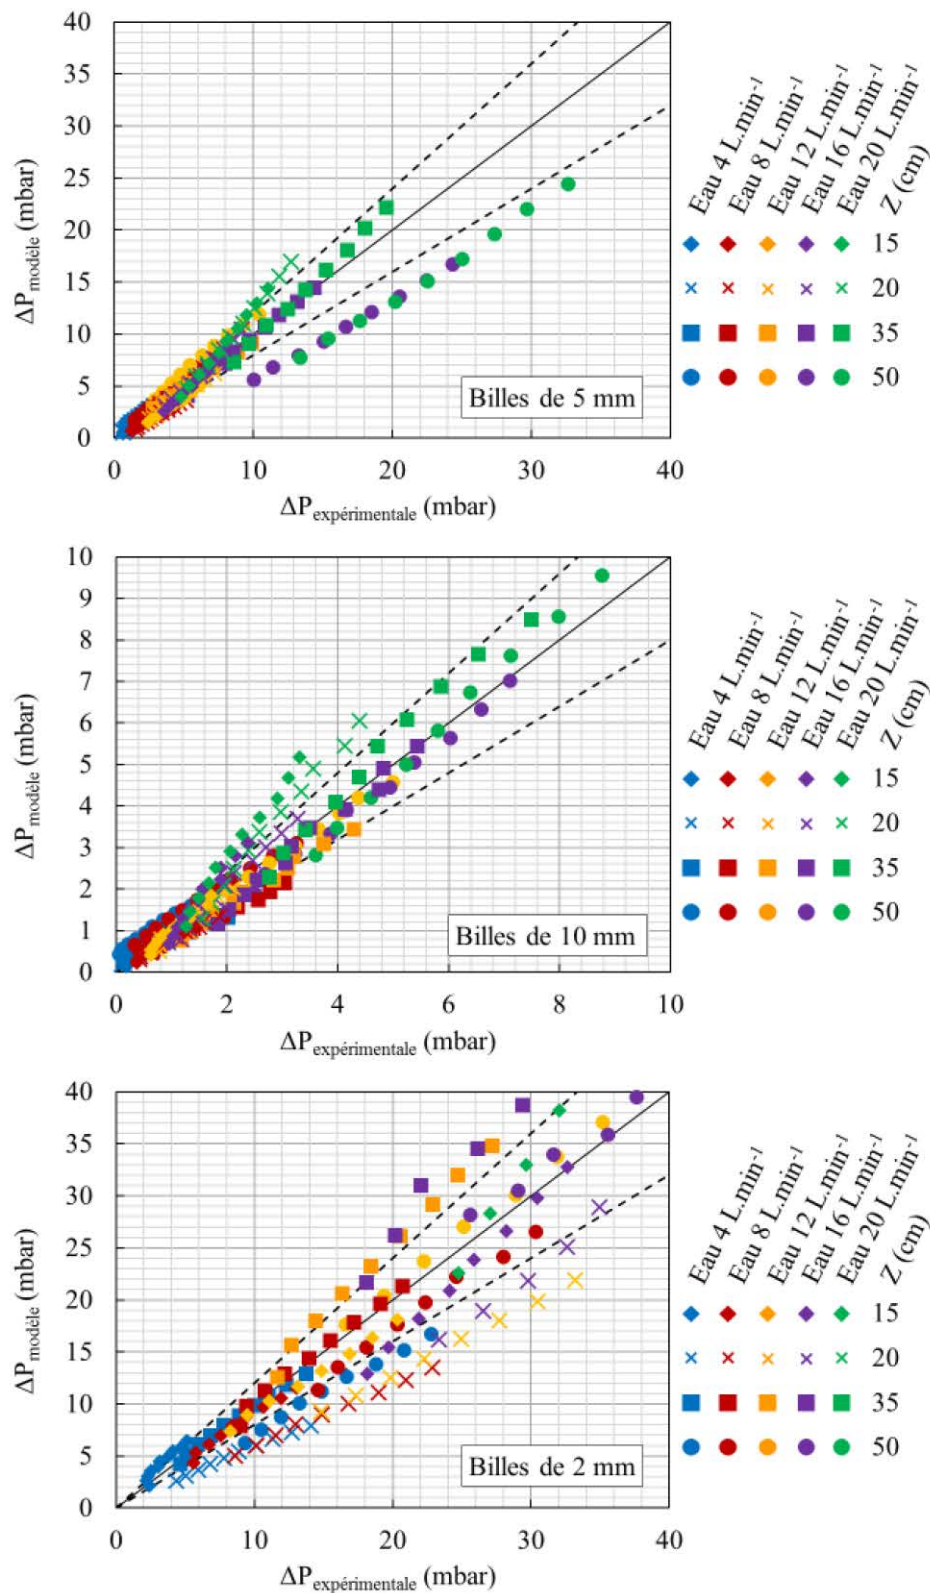 40
35
30
25
20
15
10
5
0
ΔPmodèle (mbar)
0 10 20 30 40
ΔPexpérimentale (mbar)
Billes de 5 mm
Eau 4 L.min-1
Eau 8 L.min-1
Eau 12 L.min-1
Eau 16 L.min-1
Eau 20 L.min-1
Z (cm)
15
20
35
50
10
9
8
7
6
5
4
3
2
1
0
ΔPmodèle (mbar)
0 2 4 6 8 10
ΔPexpérimentale (mbar)
Billes de 10 mm
Eau 4 L.min-1
Eau 8 L.min-1
Eau 12 L.min-1
Eau 16 L.min-1
Eau 20 L.min-1
Z (cm)
15
20
35
50
40
35
30
25
20
15
10
5
0
ΔPmodèle (mbar)
0 10 20 30 40
ΔPexpérimentale (mbar)
Billes de 2 mm
Eau 4 L.min-1
Eau 8 L.min-1
Eau 12 L.min-1
Eau 16 L.min-1
Eau 20 L.min-1
Z (cm)
15
20
35
50